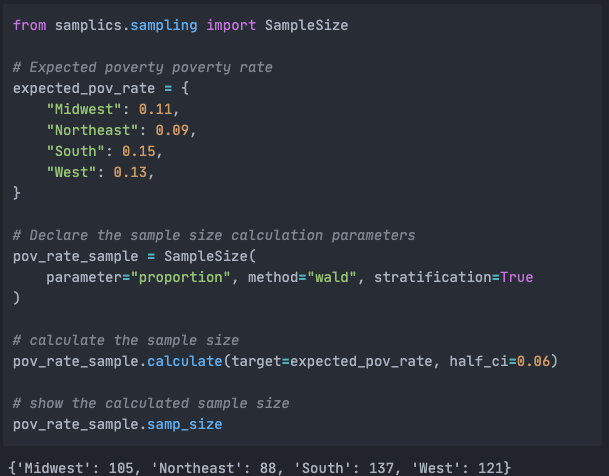 from samplics.sampling import SampleSize
# Expected poverty poverty rate
expected_pov_rate = {
    "Midwest": 0.11,
    "Northeast": 0.09,
    "South": 0.15,
    "West": 0.13,
}
# Declare the sample size calculation parameters
pov_rate_sample = SampleSize(
    parameter="proportion", method="wald", stratification=True
)
# calculate the sample size
pov_rate_sample.calculate(target=expected_pov_rate, half_ci=0.06)
# show the calculated sample size
pov_rate_sample.samp_size
{'Midwest': 105, 'Northeast': 88, 'South': 137, 'West': 121}